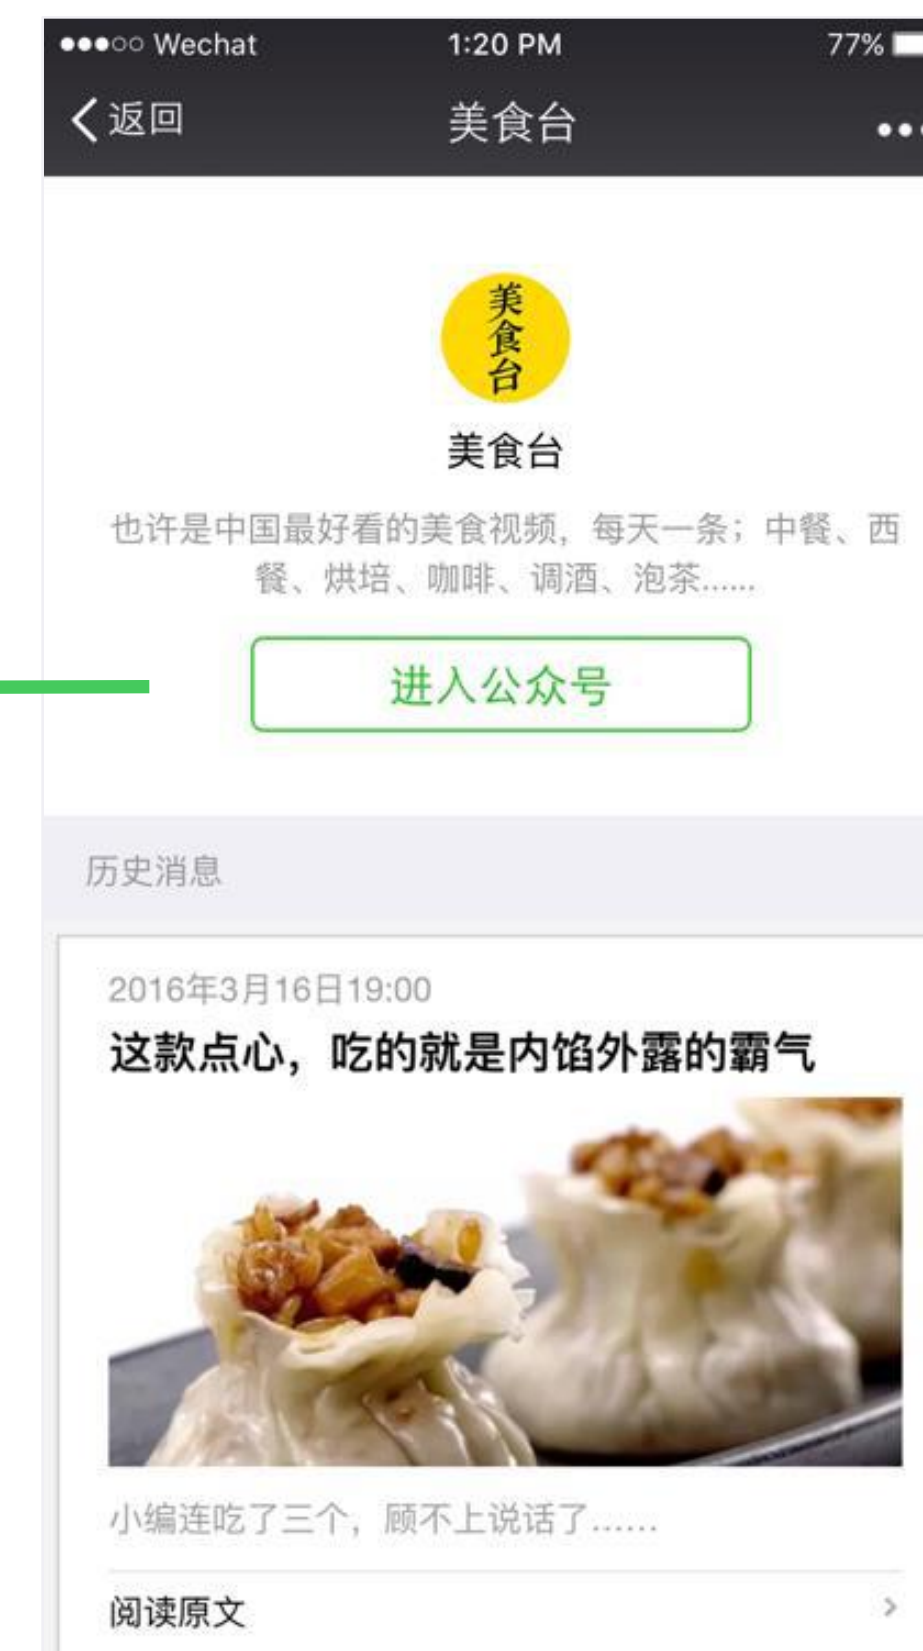 Wechat 1:20 PM 77%
返回 美食台
美食台
美食台
也许是中国最好看的美食视频，每天一条；中餐、西
餐、烘培、咖啡、调酒、泡茶......
进入公众号
历史消息
2016年3月16日19:00
这款点心，吃的就是内馅外露的霸气
小编连吃了三个，顾不上说话了......
阅读原文